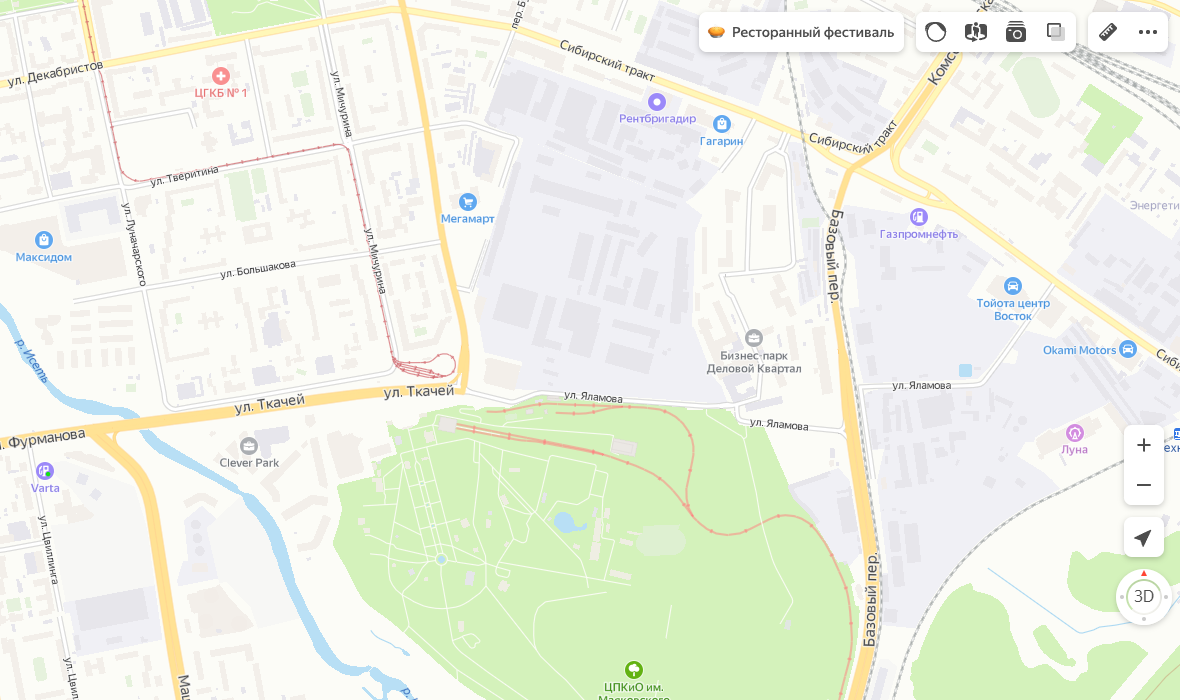 Ресторанный фестиваль
пер. Б
Сибирский тракт
Комс
ул. Декабристов
ЦГКБ № 1
ул. Мичурина
Рентбригадир
Гагарин
Сибирский тракт
ул. Тверитина
Мегамарт
ул. Луначарского
Базовый пер.
Газпромнефть
Энергети
Максидом
ул. Мичурина
ул. Большакова
Тойота центр
Восток
р. Исеть
Бизнес-парк
Деловой Квартал
Okami Motors
Сиби
ул. Ткачей
ул. Ткачей
ул. Яламова
ул. Яламова
ул. Яламова
Фурманова
Clever Park
Луна
ехн
Varta
ул. Цвиллинга
Базовый пер.
3D
ул. Цвил
Маш
р.
ЦПКиО им.
Маяковского